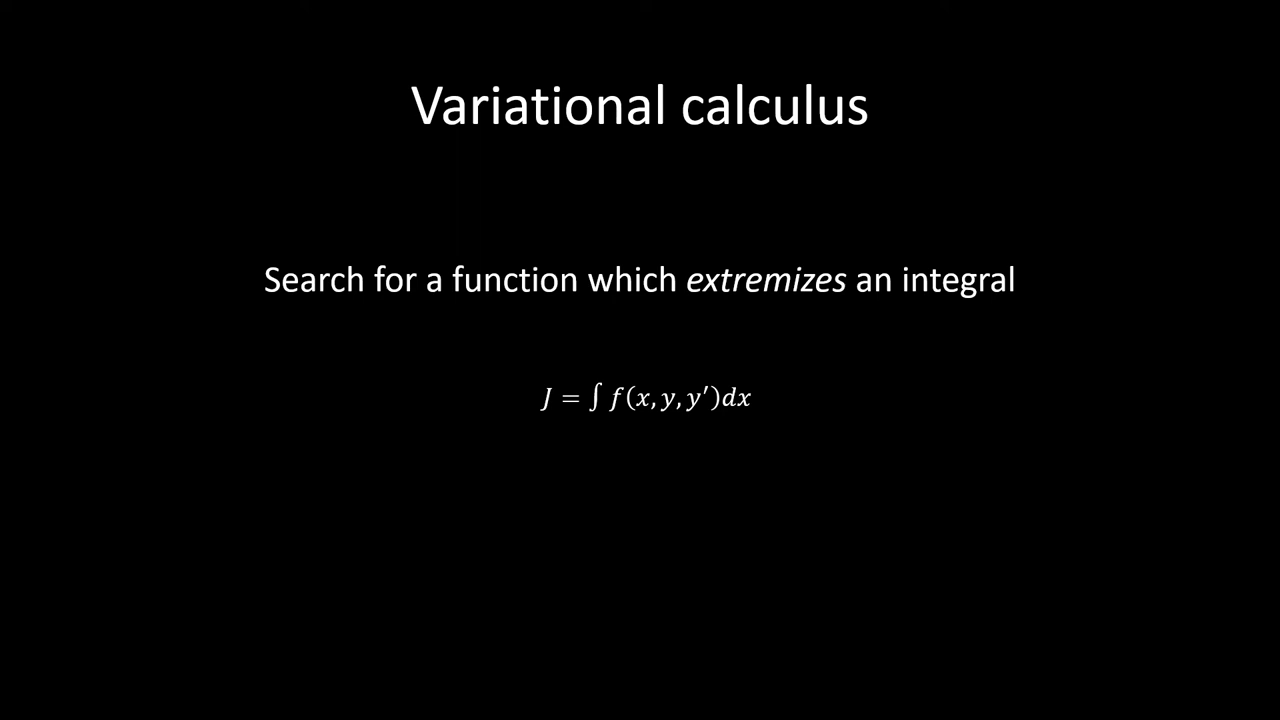 Variational calculus
Search for a function which extremizes an integral
J = ∫ f(x, y, y′)dx